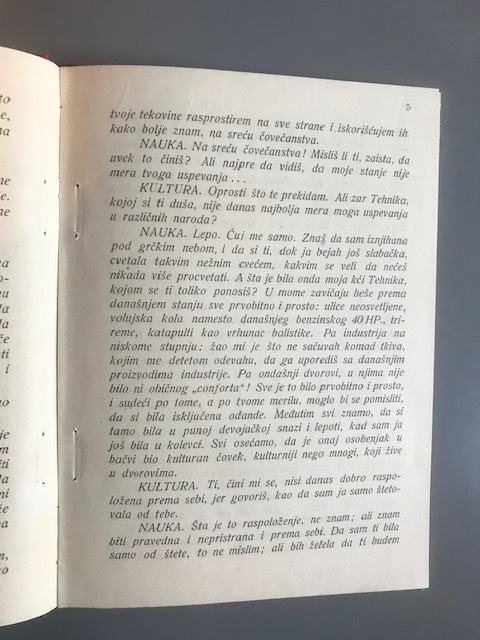 to
e,
na
ne
e.
ne
a-
o-
e.
ra
a.
če
ti
i
o
je
ti
ti
mi
a
n,
ko
5
tvoje tekovine rasprostirem na sve strane i iskorišćujem ih
kako bolje znam, na sreću čovečanstva.
NAUKA. Na sreću čovečanstva! Misliš li ti, zaista, da
uvek to činiš? Ali najpre da vidiš, da moje stanje nije
mera tvoga uspevanja ...
KULTURA. Oprosti što te prekidam. Ali zar Tehnika,
kojoj si ti duša, nije danas najbolja mera moga uspevanja
u različnih naroda?
NAUKA. Lepo. Čuj me samo. Znaš da sam iznjihana
pod grčkim nebom, i da si ti, dok ja bejah još slabačka,
cvetala takvim nežnim cvećem, kakvim se veli da nećeš
nikada više procvetati. A šta je bila onda moja kći Tehnika,
kojom se ti toliko ponosiš? U mome zavičaju beše prema
današnjem stanju sve prvobitno i prosto: ulice neosvetljene,
volujska kola namesto današnjeg benzinskog 40 HP., tri-
reme, katapulti kao vrhunac balistike. Pa industrija na
niskome stupnju: žao mi je što ne sačuvah komad tkiva,
kojim me detetom odevahu, da ga uporediš sa današnjim
proizvodima industrije. Pa ondašnji dvorovi, u njima nije
bilo ni običnog „conforta“! Sve je to bilo prvobitno i prosto,
i sudeći po tome, a po tvome merilu, moglo bi se pomisliti,
da si bila isključena odande. Međutim svi znamo, da si
tamo bila u punoj devojačkoj snazi i lepoti, kad sam ja
još bila u kolevci. Svi osećamo, da je onaj osobenjak u
bačvi bio kulturan čovek, kulturniji nego mnogi, koji žive
u dvorovima.
KULTURA. Ti, čini mi se, nisi danas dobro raspo-
ložena prema sebi, jer govoriš, kao da sam ja samo šteto-
vala od tebe.
NAUKA. Šta je to raspoloženje, ne znam; ali znam
biti pravedna i nepristrana i prema sebi. Da sam ti bila
samo od štete, to ne mislim; ali bih želela da ti budem